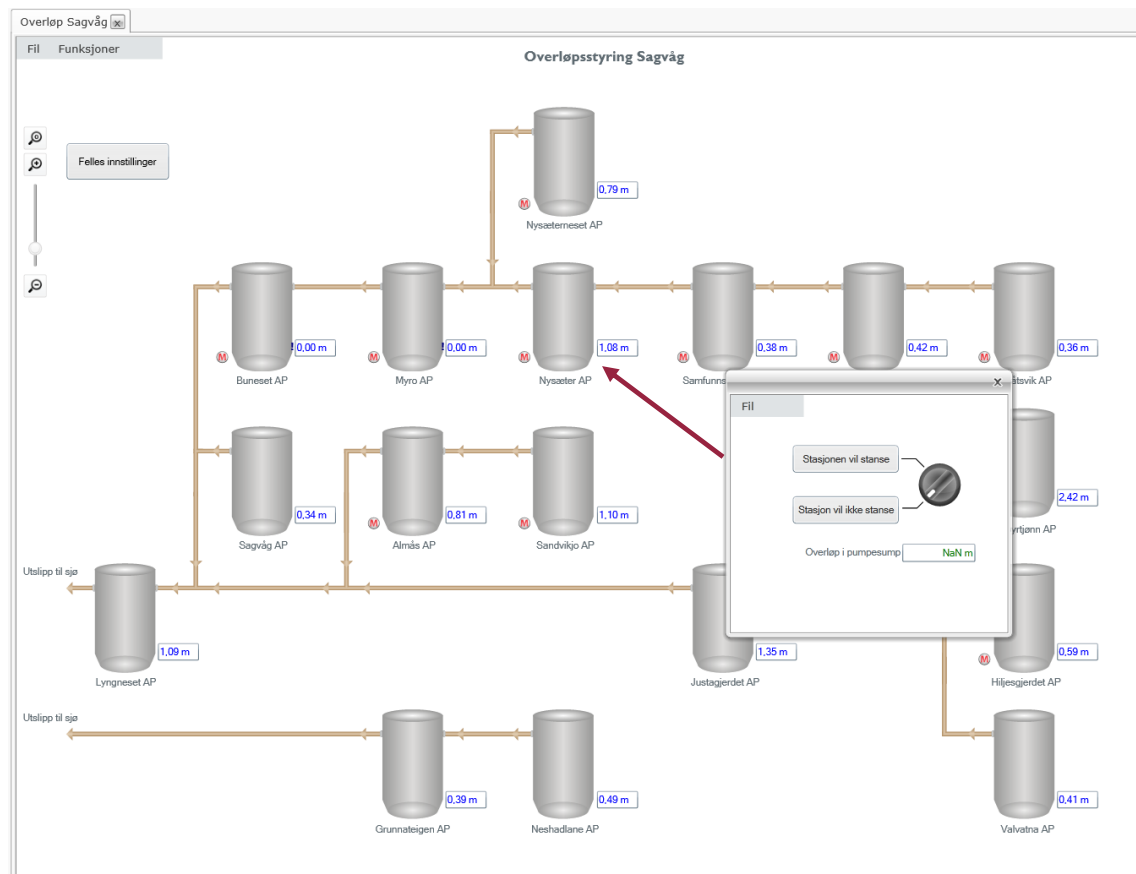 Overløp Sagvåg
Fil Funksjoner
Overløpsstyring Sagvåg
Felles innstillinger
0,79 m
M
Nysæterneset AP
! 0,00 m
! 0,00 m
1,08 m
0,38 m
0,42 m
0,36 m
M M M M M M
Buneset AP
Myro AP
Nysæter AP
Samfunns
åtsvik AP
x
Fil
Stasjonen vil stanse
Stasjon vil ikke stanse
Overløp i pumpesump NaN m
0,34 m
0,81 m
1,10 m
2,42 m
M M
Sagvåg AP
Almås AP
Sandvikjo AP
yrtjønn AP
Utslipp til sjø
1,09 m
1,35 m
0,59 m
M
Lyngneset AP
Justagjerdet AP
Hiljesgjerdet AP
Utslipp til sjø
0,39 m
0,49 m
0,41 m
Grunnateigen AP
Neshadlane AP
Valvatna AP